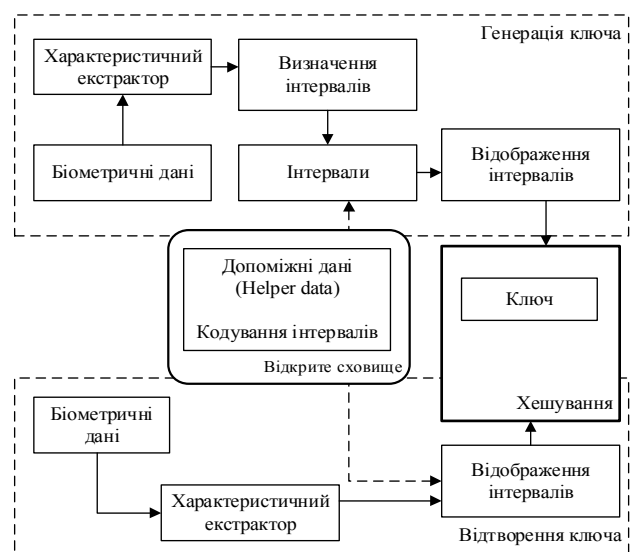 Генерація ключа
Характеристичний
екстрактор
Визначення
інтервалів
Біометричні дані
Інтервали
Відображення
інтервалів
Допоміжні дані
(Helper data)
Кодування інтервалів
Відкрите сховище
Ключ
Хешування
Біометричні
дані
Характеристичний
екстрактор
Відображення
інтервалів
Відтворення ключа